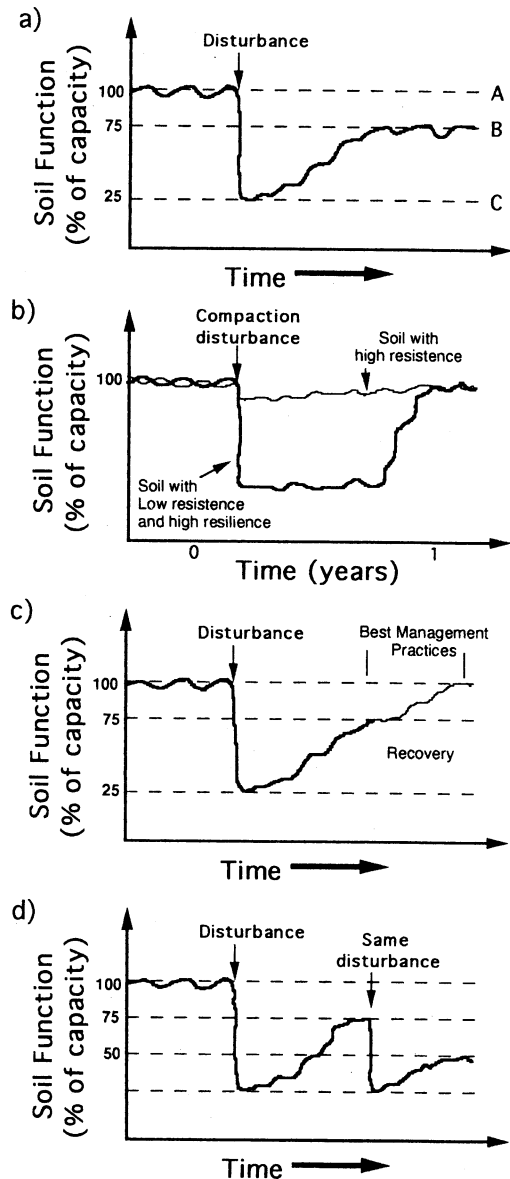 a)
Disturbance
100
A
75
B
25
C
Soil Function
(% of capacity)
Time
b)
Compaction
disturbance
Soil with
high resistence
100
Soil with
Low resistence
and high resilience
Soil Function
(% of capacity)
0
1
Time (years)
c)
Disturbance
Best Management
Practices
100
75
Recovery
25
Soil Function
(% of capacity)
Time
d)
Disturbance
Same
disturbance
100
75
50
Soil Function
(% of capacity)
Time